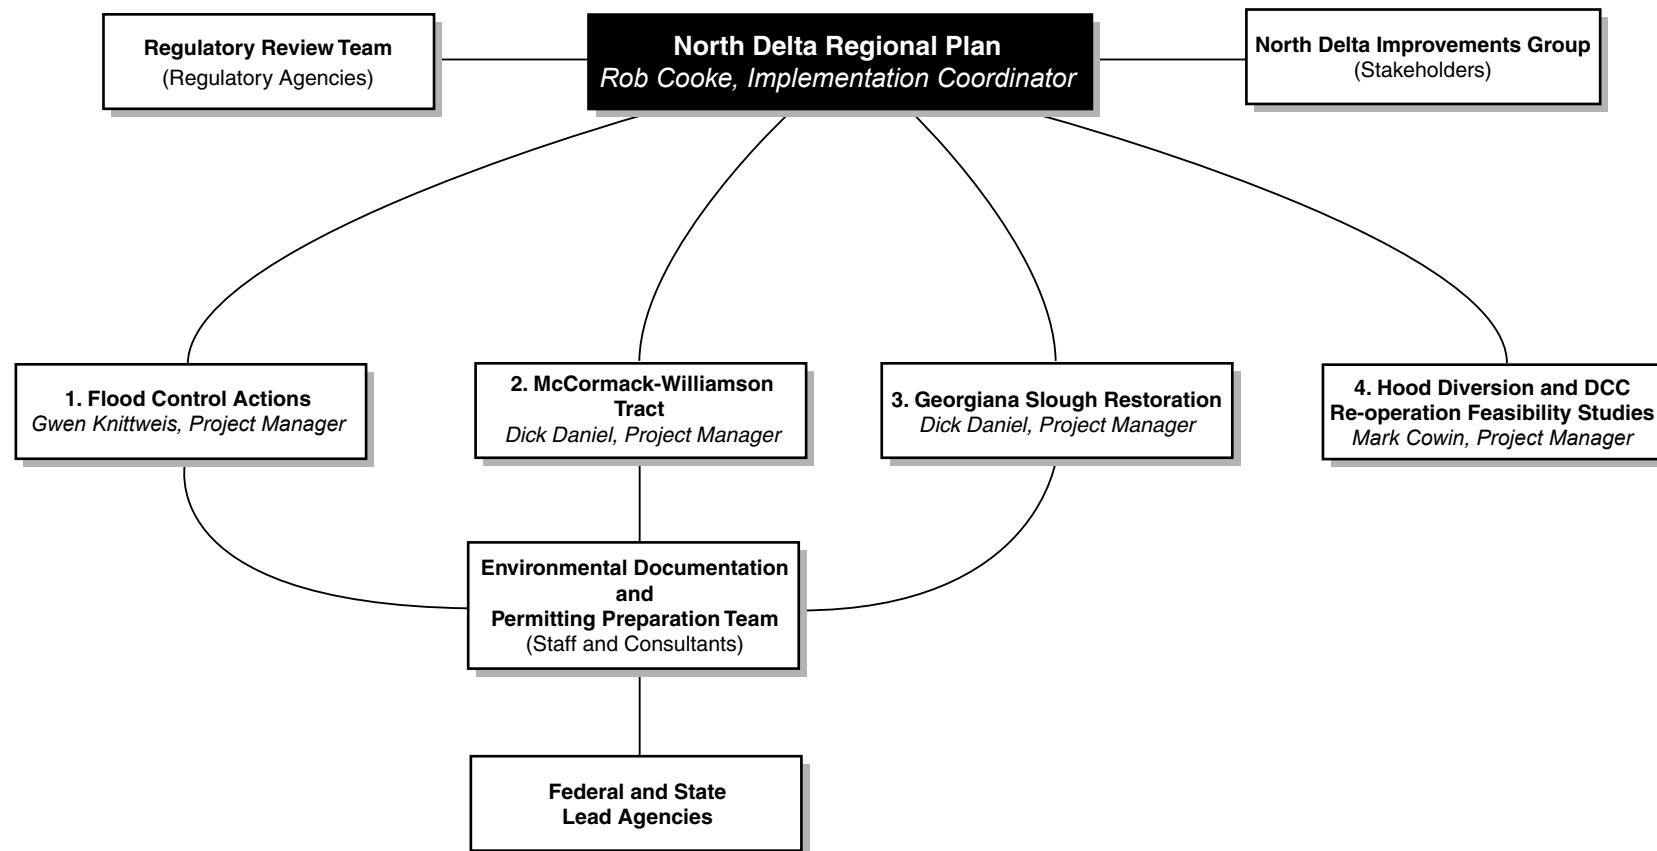 Regulatory Review Team
(Regulatory Agencies)
North Delta Regional Plan
Rob Cooke, Implementation Coordinator
North Delta Improvements Group
(Stakeholders)
1. Flood Control Actions
Gwen Knittweis, Project Manager
2. McCormack-Williamson
Tract
Dick Daniel, Project Manager
3. Georgiana Slough Restoration
Dick Daniel, Project Manager
4. Hood Diversion and DCC
Re-operation Feasibility Studies
Mark Cowin, Project Manager
Environmental Documentation
and
Permitting Preparation Team
(Staff and Consultants)
Federal and State
Lead Agencies